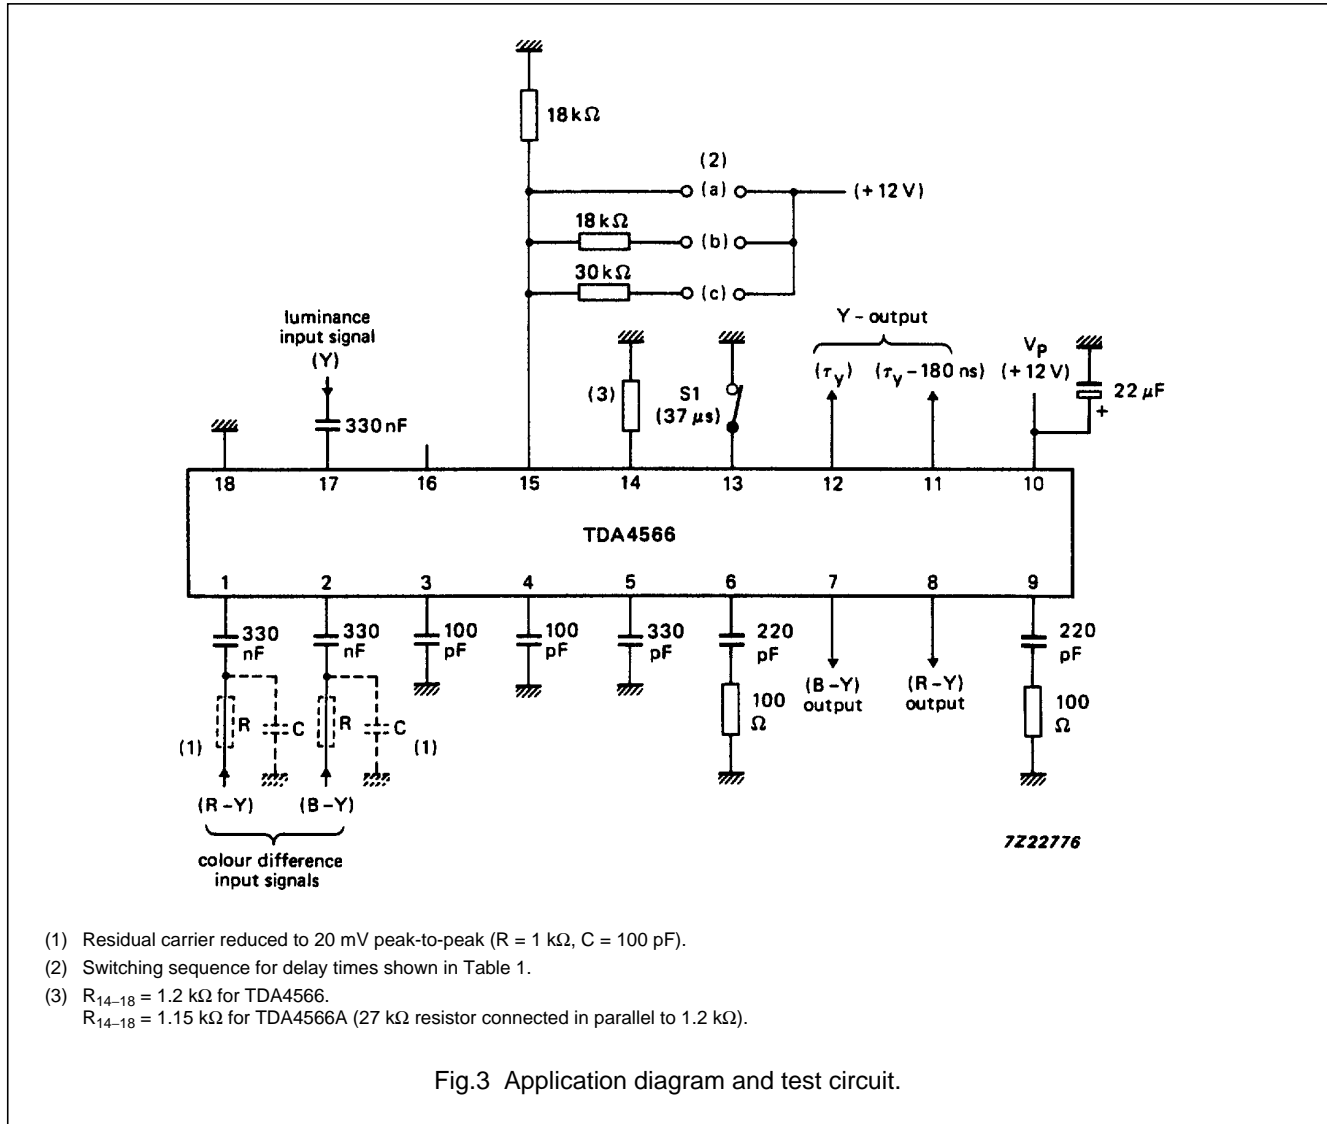 18 kΩ
(2)
(a)
(+12 V)
18 kΩ
(b)
30 kΩ
(c)
luminance
input signal
(Y)
330 nF
(3)
S1
(37 µs)
Y – output
(τy)
(τy – 180 ns)
VP
(+12 V)
22 µF
+
18
17
16
15
14
13
12
11
10
TDA4566
1
2
3
4
5
6
7
8
9
330
nF
330
nF
100
pF
100
pF
330
pF
220
pF
220
pF
(1)
R
C
R
C
(1)
100
Ω
(B–Y)
output
(R–Y)
output
100
Ω
(R–Y)
(B–Y)
colour difference
input signals
7Z22776
(1) Residual carrier reduced to 20 mV peak-to-peak (R = 1 kΩ, C = 100 pF).
(2) Switching sequence for delay times shown in Table 1.
(3) R14–18 = 1.2 kΩ for TDA4566.
R14–18 = 1.15 kΩ for TDA4566A (27 kΩ resistor connected in parallel to 1.2 kΩ).
Fig.3 Application diagram and test circuit.